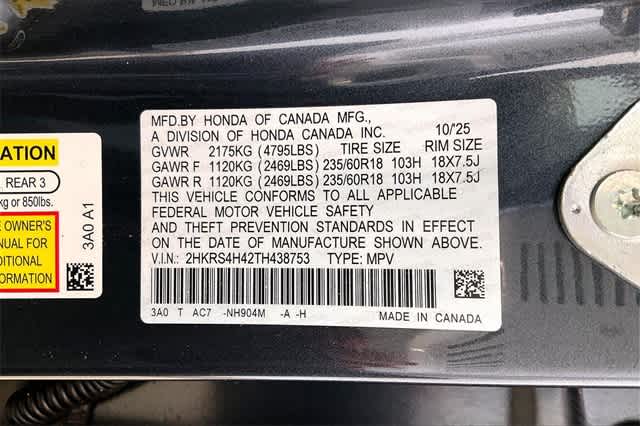 MFD.BY HONDA OF CANADA MFG.,
A DIVISION OF HONDA CANADA INC. 10/'25
GVWR 2175KG (4795LBS) TIRE SIZE RIM SIZE
GAWR F 1120KG (2469LBS) 235/60R18 103H 18X7.5J
GAWR R 1120KG (2469LBS) 235/60R18 103H 18X7.5J
THIS VEHICLE CONFORMS TO ALL APPLICABLE
FEDERAL MOTOR VEHICLE SAFETY
AND THEFT PREVENTION STANDARDS IN EFFECT
ON THE DATE OF MANUFACTURE SHOWN ABOVE.
V.I.N.: 2HKRS4H42TH438753 TYPE: MPV
3A0 T AC7 -NH904M -A -H MADE IN CANADA
REAR 3
kg or 850lbs.
OWNER'S
FOR
3A0 A1